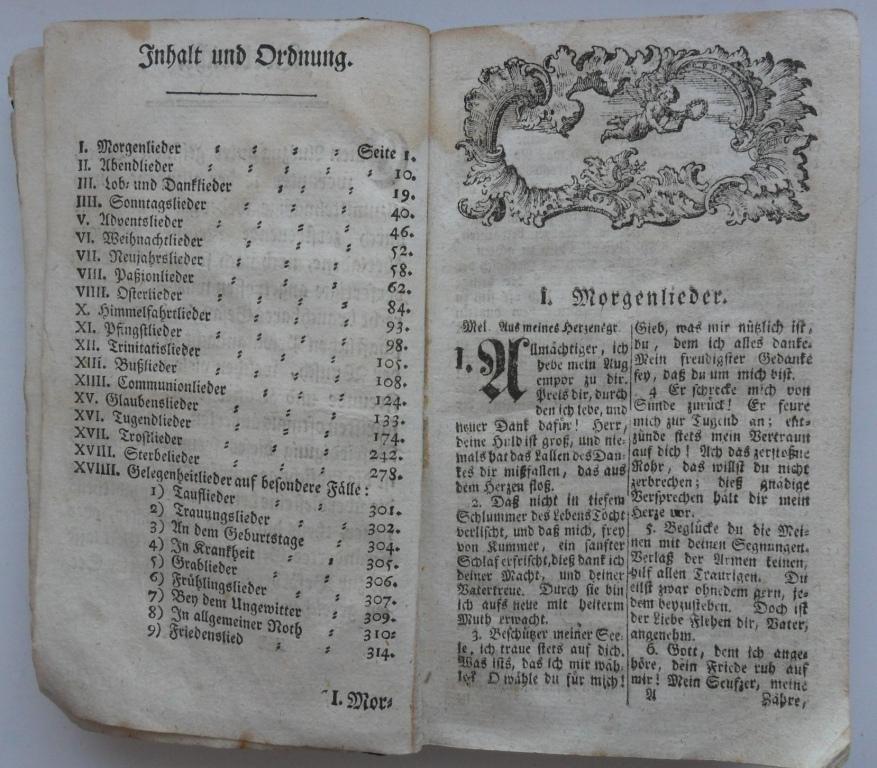 Inhalt und Ordnung.
I. Morgenlieder Seite 1.
II. Abendlieder 10.
III. Lob- und Danklieder 19.
IIII. Sonntagslieder 40.
V. Adventslieder 46.
VI. Weihnachtlieder 52.
VII. Neujahrslieder 58.
VIII. Paßionlieder 62.
VIIII. Osterlieder 84.
X. Himmelfahrtlieder 93.
XI. Pfingstlieder 98.
XII. Trinitatislieder 105.
XIII. Bußlieder 108.
XIIII. Communionlieder 124.
XV. Glaubenslieder 133.
XVI. Tugendlieder 174.
XVII. Trostlieder 242.
XVIII. Sterbelieder 278.
XVIIII. Gelegenheitlieder auf besondere Fälle:
1) Tauflieder 301.
2) Trauungslieder 302.
3) An dem Geburtstage 304.
4) In Krankheit 305.
5) Grablieder 306.
6) Frühlingslieder 307.
7) Bey dem Ungewitter 309.
8) In allgemeiner Noth 310.
9) Friedenslied 314.
I. Mor-
I. Morgenlieder.
Mel. Aus meines Herzens gr.
1. Allmächtiger, ich
hebe mein Aug
empor zu dir.
Preis dir, durch
den ich lebe, und
neuer Dank dafür! Herr,
deine Huld ist groß, und nie-
mals hat das Lallen des Dan-
kes dir mißfallen, das aus
dem Herzen floß.
2. Daß nicht in tiefem
Schlummer des Lebens Tocht
verlischt, und daß mich, frey
von Kummer, ein sanfter
Schlaf erfrischt, dieß dank ich
deiner Macht, und deiner
Vatertreue. Durch sie bin
ich aufs neue mit heiterm
Muth erwacht.
3. Beschützer meiner See-
le, ich traue stets auf dich.
Was ists, das ich mir wäh-
le? O wähle du für mich!
Gieb, was mir nützlich ist,
du, dem ich alles danke.
Mein freudigster Gedanke
sey, daß du um mich bist.
4. Er schrecke mich von
Sünde zurück! Er feure
mich zur Tugend an; ent-
zünde stets mein Vertraun
auf dich! Ach das zerstoßne
Rohr, das willst du nicht
zerbrechen; dieß gnädige
Versprechen hält dir mein
Herze vor.
5. Beglücke du die Mei-
nen mit deinen Segnungen.
Verlaß der Armen keinen,
hilf allen Traurigen. Du
eilst zwar ohnedem gern, je-
dem beyzustehen. Doch ist
der Liebe Flehen dir, Vater,
angenehm.
6. Gott, dem ich ange-
höre, dein Friede ruh auf
mir! Mein Seufzer, meine
A Zähre,